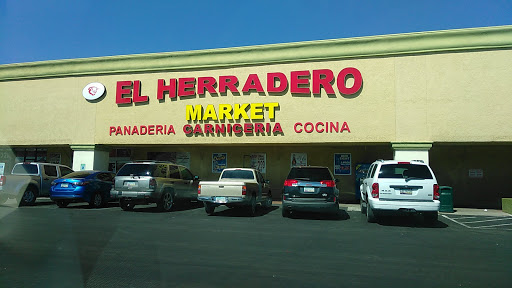 EL HERRADERO
MARKET
PANADERIA CARNICERIA COCINA